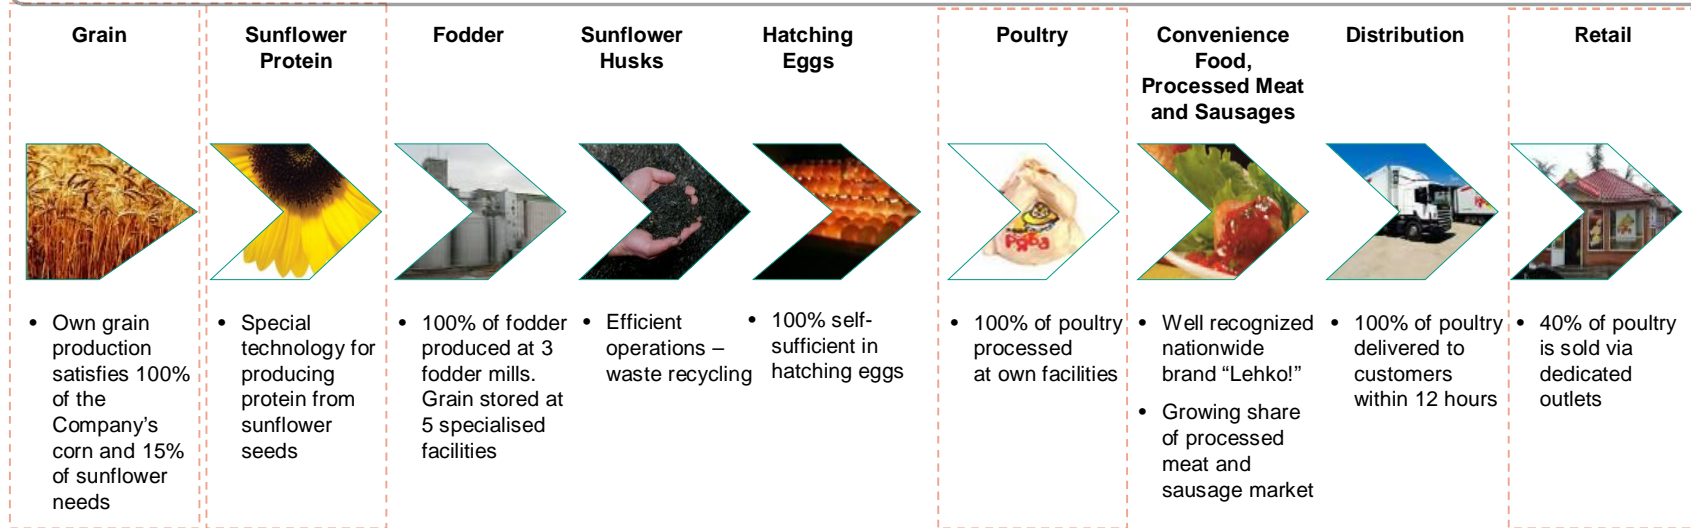 Grain
Own grain
production
satisfies 100%
of the
Company's
corn and 15%
of sunflower
needs
Sunflower
Protein
Special
technology for
producing
protein from
sunflower
seeds
Fodder
100% of fodder
produced at 3
fodder mills.
Grain stored at
5 specialised
facilities
Sunflower
Husks
Efficient
operations –
waste recycling
Hatching
Eggs
100% self-
sufficient in
hatching eggs
Poultry
Ряба
100% of poultry
processed
at own facilities
Convenience
Food,
Processed Meat
and Sausages
Well recognized
nationwide
brand “Lehko!”
Growing share
of processed
meat and
sausage market
Distribution
100% of poultry
delivered to
customers
within 12 hours
Retail
40% of poultry
is sold via
dedicated
outlets